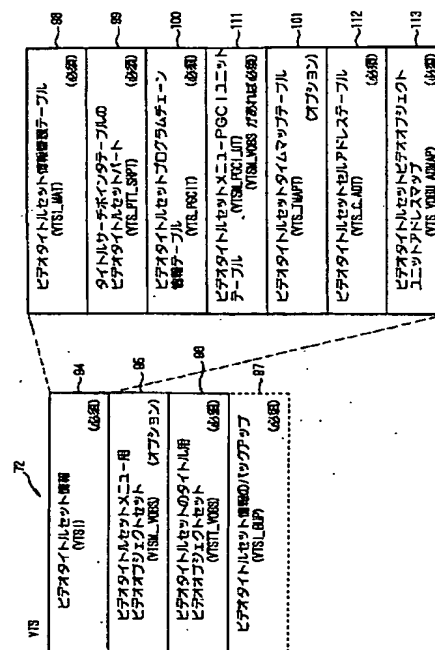 VTS
72
ビデオタイトルセット情報
(VTSI)
(必須)
94
ビデオタイトルセットメニュー用
ビデオオブジェクトセット
(VTSM_VOBS)
(オプション)
95
ビデオタイトルセットのタイトル用
ビデオオブジェクトセット
(VTSTT_VOBS)
(必須)
96
ビデオタイトルセット情報のバックアップ
(VTSI_BUP)
97
ビデオタイトルセット情報管理テーブル
(VTSI_MAT)
(必須)
98
タイトルサーチポインタテーブルの
ビデオタイトルセットパート
(VTS_PTT_SRPT)
(必須)
99
ビデオタイトルセットプログラムチェーン
情報テーブル
(VTS_PGCIT)
(必須)
100
ビデオタイトルセットメニューPGCIユニット
テーブル
(VTSM_PGCI_UT)
(VTSM_VOBS があれば必須)
111
ビデオタイトルセットタイムマップテーブル
(VTS_TMAPT)
(オプション)
101
ビデオタイトルセットセルアドレステーブル
(VTS_C_ADT)
(必須)
112
ビデオタイトルセットビデオオブジェクト
ユニットアドレスマップ
(VTS_VOBU_ADMAP)
(必須)
113